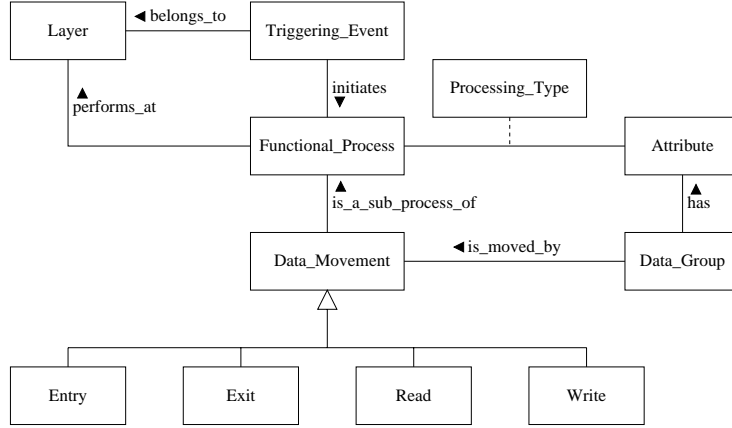 Layer
belongs_to
Triggering_Event
initiates
Processing_Type
performs_at
Functional_Process
Attribute
is_a_sub_process_of
has
Data_Movement
is_moved_by
Data_Group
Entry
Exit
Read
Write